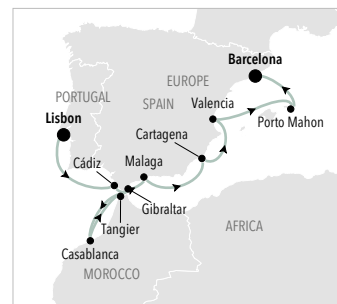 Barcelona
EUROPE
PORTUGAL
SPAIN
Valencia
Lisbon
Porto Mahon
Cartagena
Cádiz
Malaga
Gibraltar
Tangier
AFRICA
Casablanca
MOROCCO